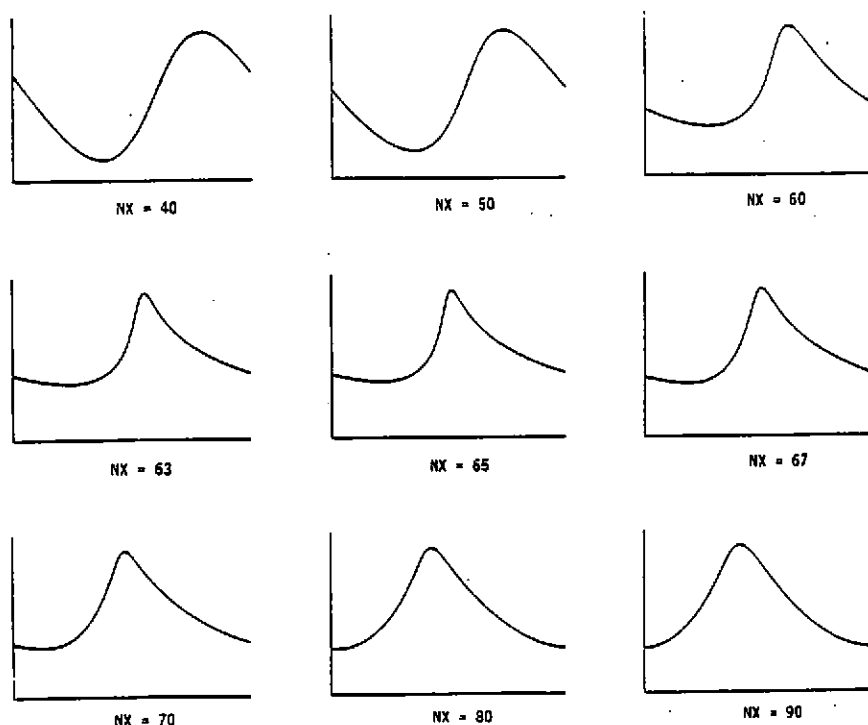 NX = 40
NX = 50
NX = 60
NX = 63
NX = 65
NX = 67
NX = 70
NX = 80
NX = 90